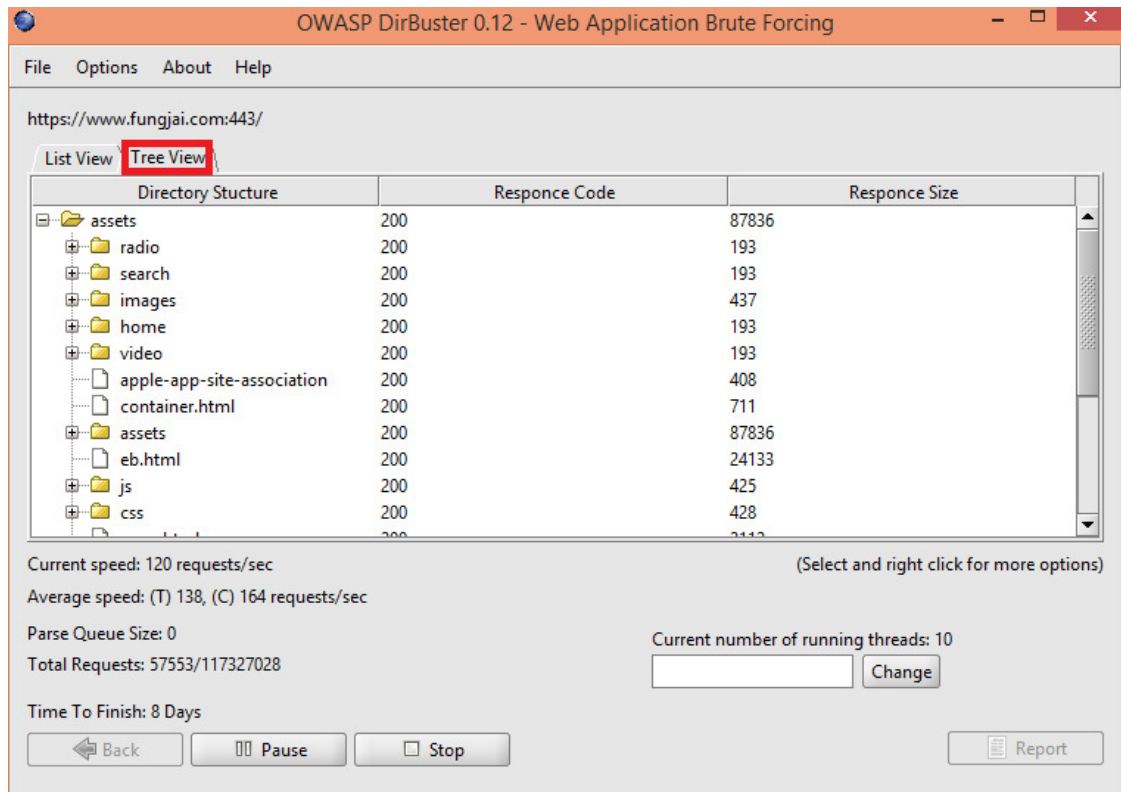 OWASP DirBuster 0.12 - Web Application Brute Forcing
File Options About Help
https://www.fungjai.com:443/
List View Tree View
Directory Stucture Responce Code Responce Size
assets 200 87836
radio 200 193
search 200 193
images 200 437
home 200 193
video 200 193
apple-app-site-association 200 408
container.html 200 711
assets 200 87836
eb.html 200 24133
js 200 425
css 200 428
Current speed: 120 requests/sec (Select and right click for more options)
Average speed: (T) 138, (C) 164 requests/sec
Parse Queue Size: 0 Current number of running threads: 10
Total Requests: 57553/117327028 Change
Time To Finish: 8 Days
Back Pause Stop Report